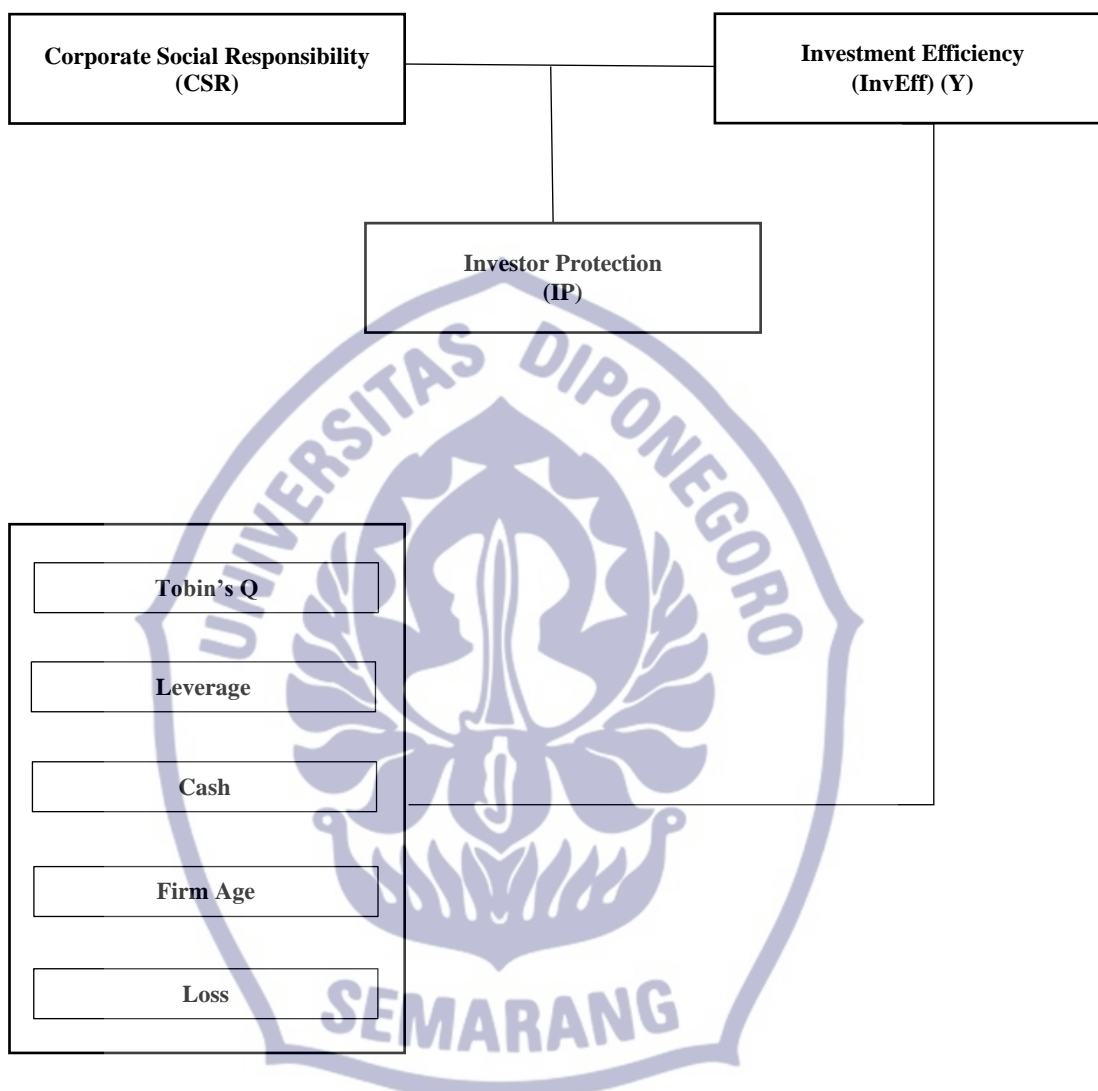 Corporate Social Responsibility
(CSR)
Investment Efficiency
(InvEff) (Y)
Investor Protection
(IP)
UNIVERSITAS DIPONEGORO
Tobin’s Q
Leverage
Cash
Firm Age
Loss
SEMARANG